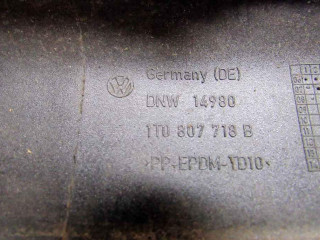 Germany (DE)
DNW 14980
1T0 807 718 B
>PP+EPDM-TD10<